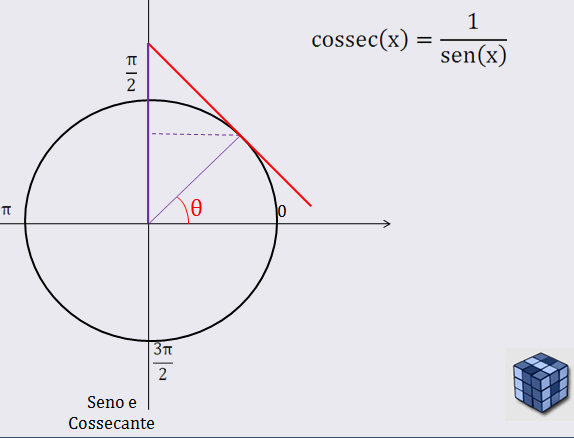 cossec(x) = 1/sen(x)
π/2
θ
π
0
3π/2
Seno e
Cossecante